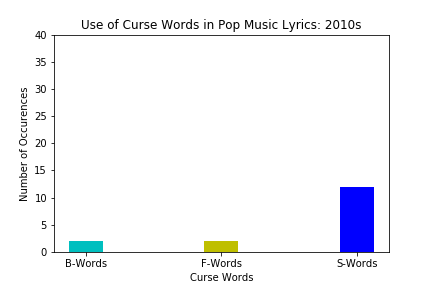 Use of Curse Words in Pop Music Lyrics: 2010s
Number of Occurences
40
35
30
25
20
15
10
5
0
B-Words
F-Words
S-Words
Curse Words